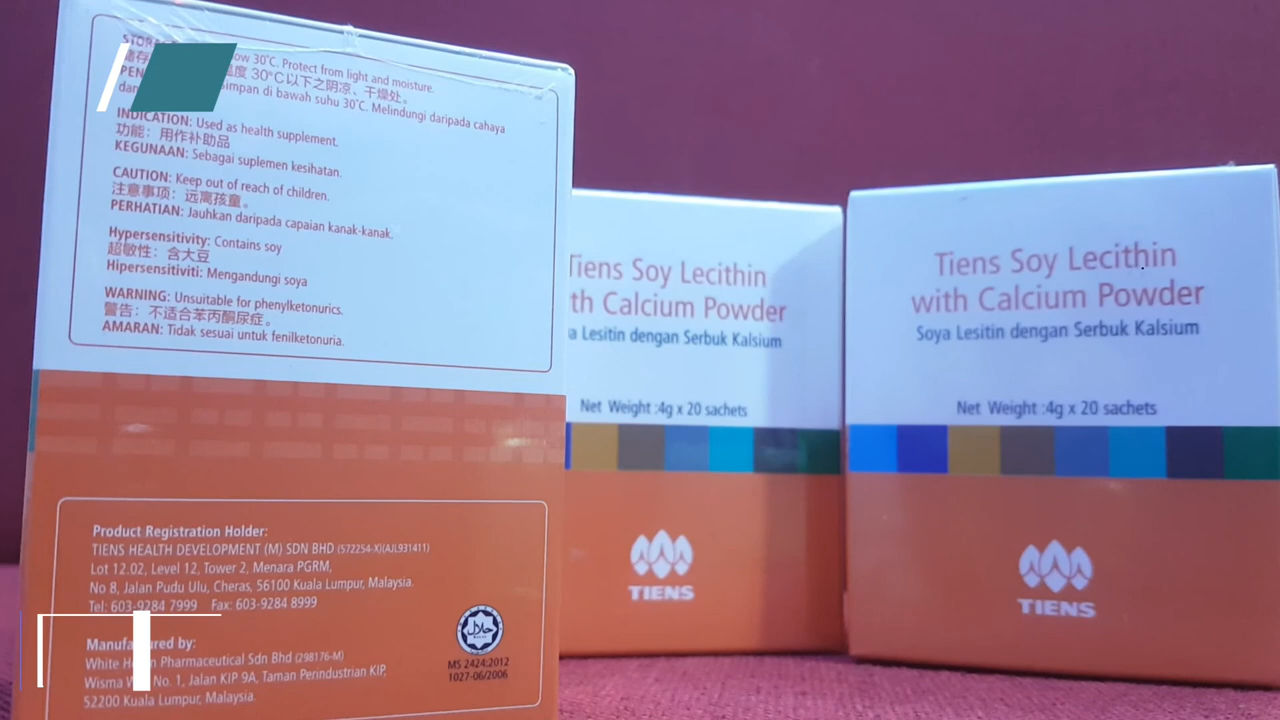 ow 30°C. Protect from light and moisture.
储存 温度 30°C以下之阴凉、干燥处。
PEN impan di bawah suhu 30°C. Melindungi daripada cahaya
dan
INDICATION: Used as health supplement.
功能：用作补助品
KEGUNAAN: Sebagai suplemen kesihatan.
CAUTION: Keep out of reach of children.
注意事项：远离孩童。
PERHATIAN: Jauhkan daripada capaian kanak-kanak.
Hypersensitivity: Contains soy
超敏性：含大豆
Hipersensitiviti: Mengandungi soya
WARNING: Unsuitable for phenylketonurics.
警告：不适合苯丙酮尿症。
AMARAN: Tidak sesuai untuk fenilketonuria.
Product Registration Holder:
TIENS HEALTH DEVELOPMENT (M) SDN BHD (572254-X)(AJL931411)
Lot 12.02, Level 12, Tower 2, Menara PGRM,
No 8, Jalan Pudu Ulu, Cheras, 56100 Kuala Lumpur, Malaysia.
Tel: 603-9284 7999 Fax: 603-9284 8999
Manufactured by:
White Pharmaceutical Sdn Bhd (298176-M)
Wisma No. 1, Jalan KIP 9A, Taman Perindustrian KIP,
52200 Kuala Lumpur, Malaysia.
حلال
MS 2424:2012
1027-06/2006
Tiens Soy Lecithin
th Calcium Powder
a Lesitin dengan Serbuk Kalsium
Net Weight :4g x 20 sachets
TIENS
Tiens Soy Lecithin
with Calcium Powder
Soya Lesitin dengan Serbuk Kalsium
Net Weight :4g x 20 sachets
TIENS